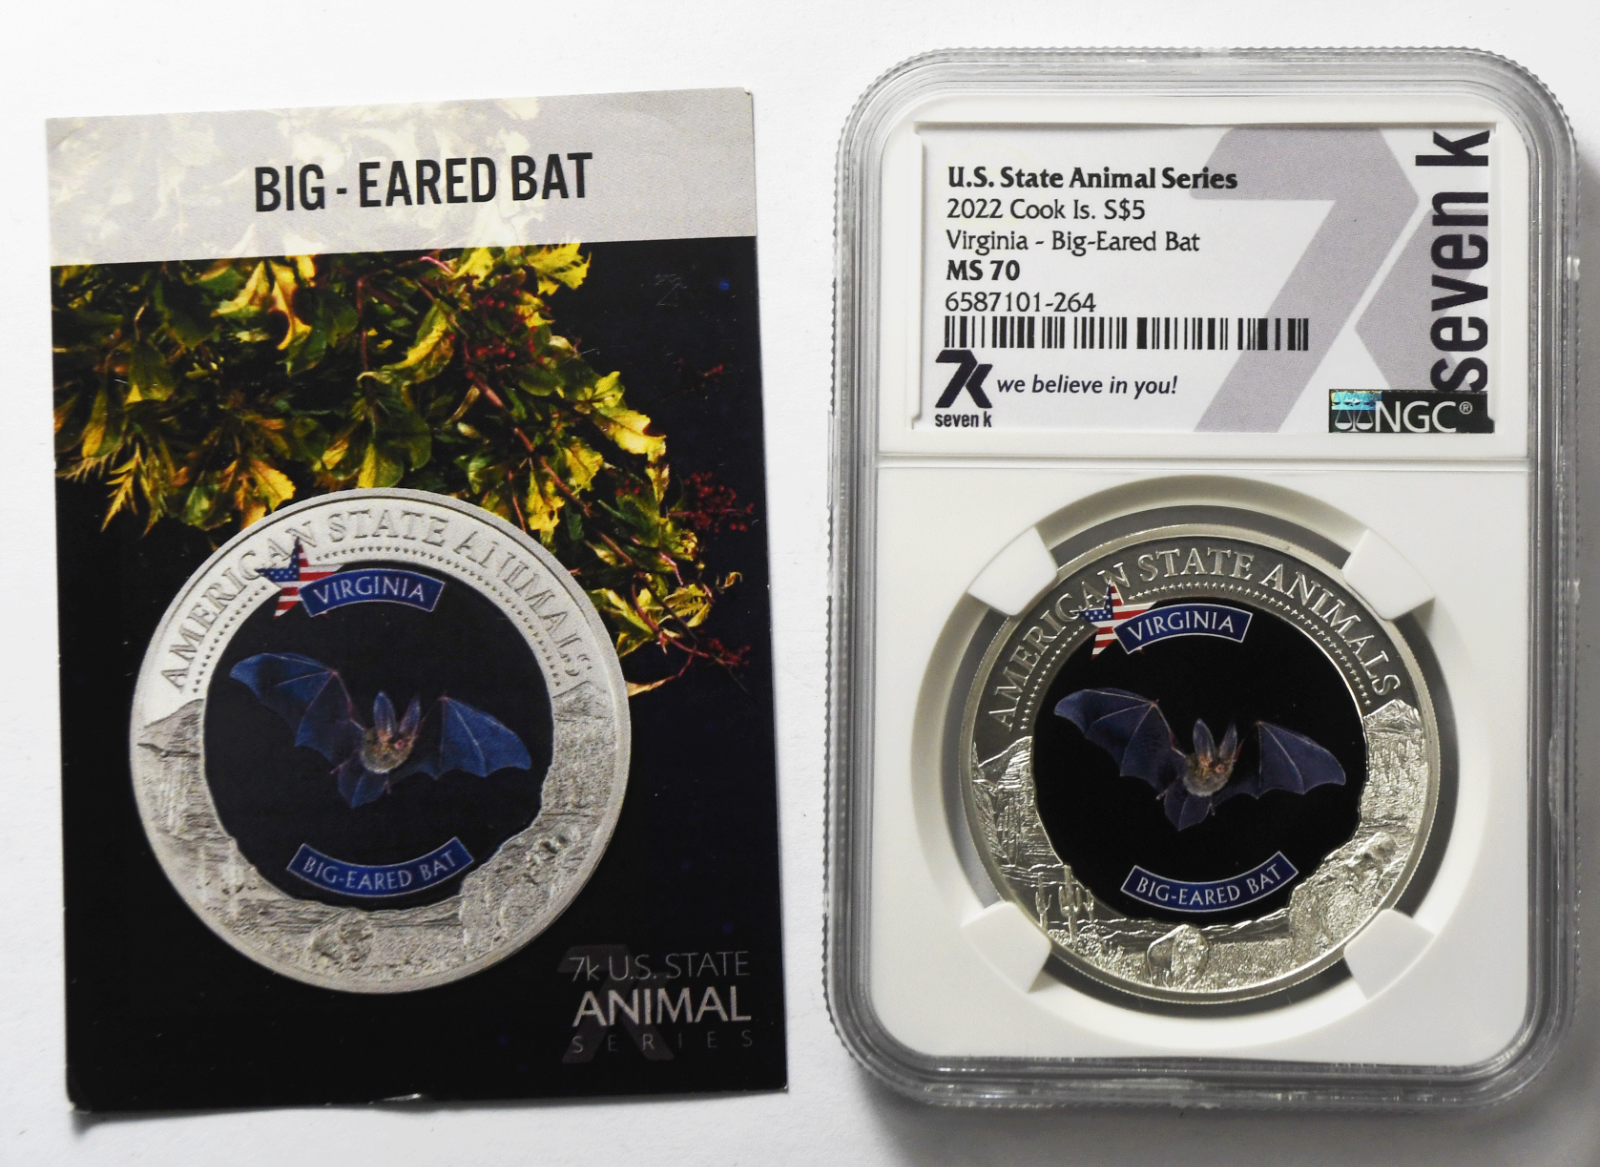 BIG - EARED BAT
AMERICAN STATE ANIMALS
VIRGINIA
BIG-EARED BAT
7k U.S. STATE
ANIMAL
SERIES
U.S. State Animal Series
2022 Cook Is. S$5
Virginia - Big-Eared Bat
MS 70
6587101-264
7k we believe in you!
seven k
seven k
NGC®
AMERICAN STATE ANIMALS
VIRGINIA
BIG-EARED BAT